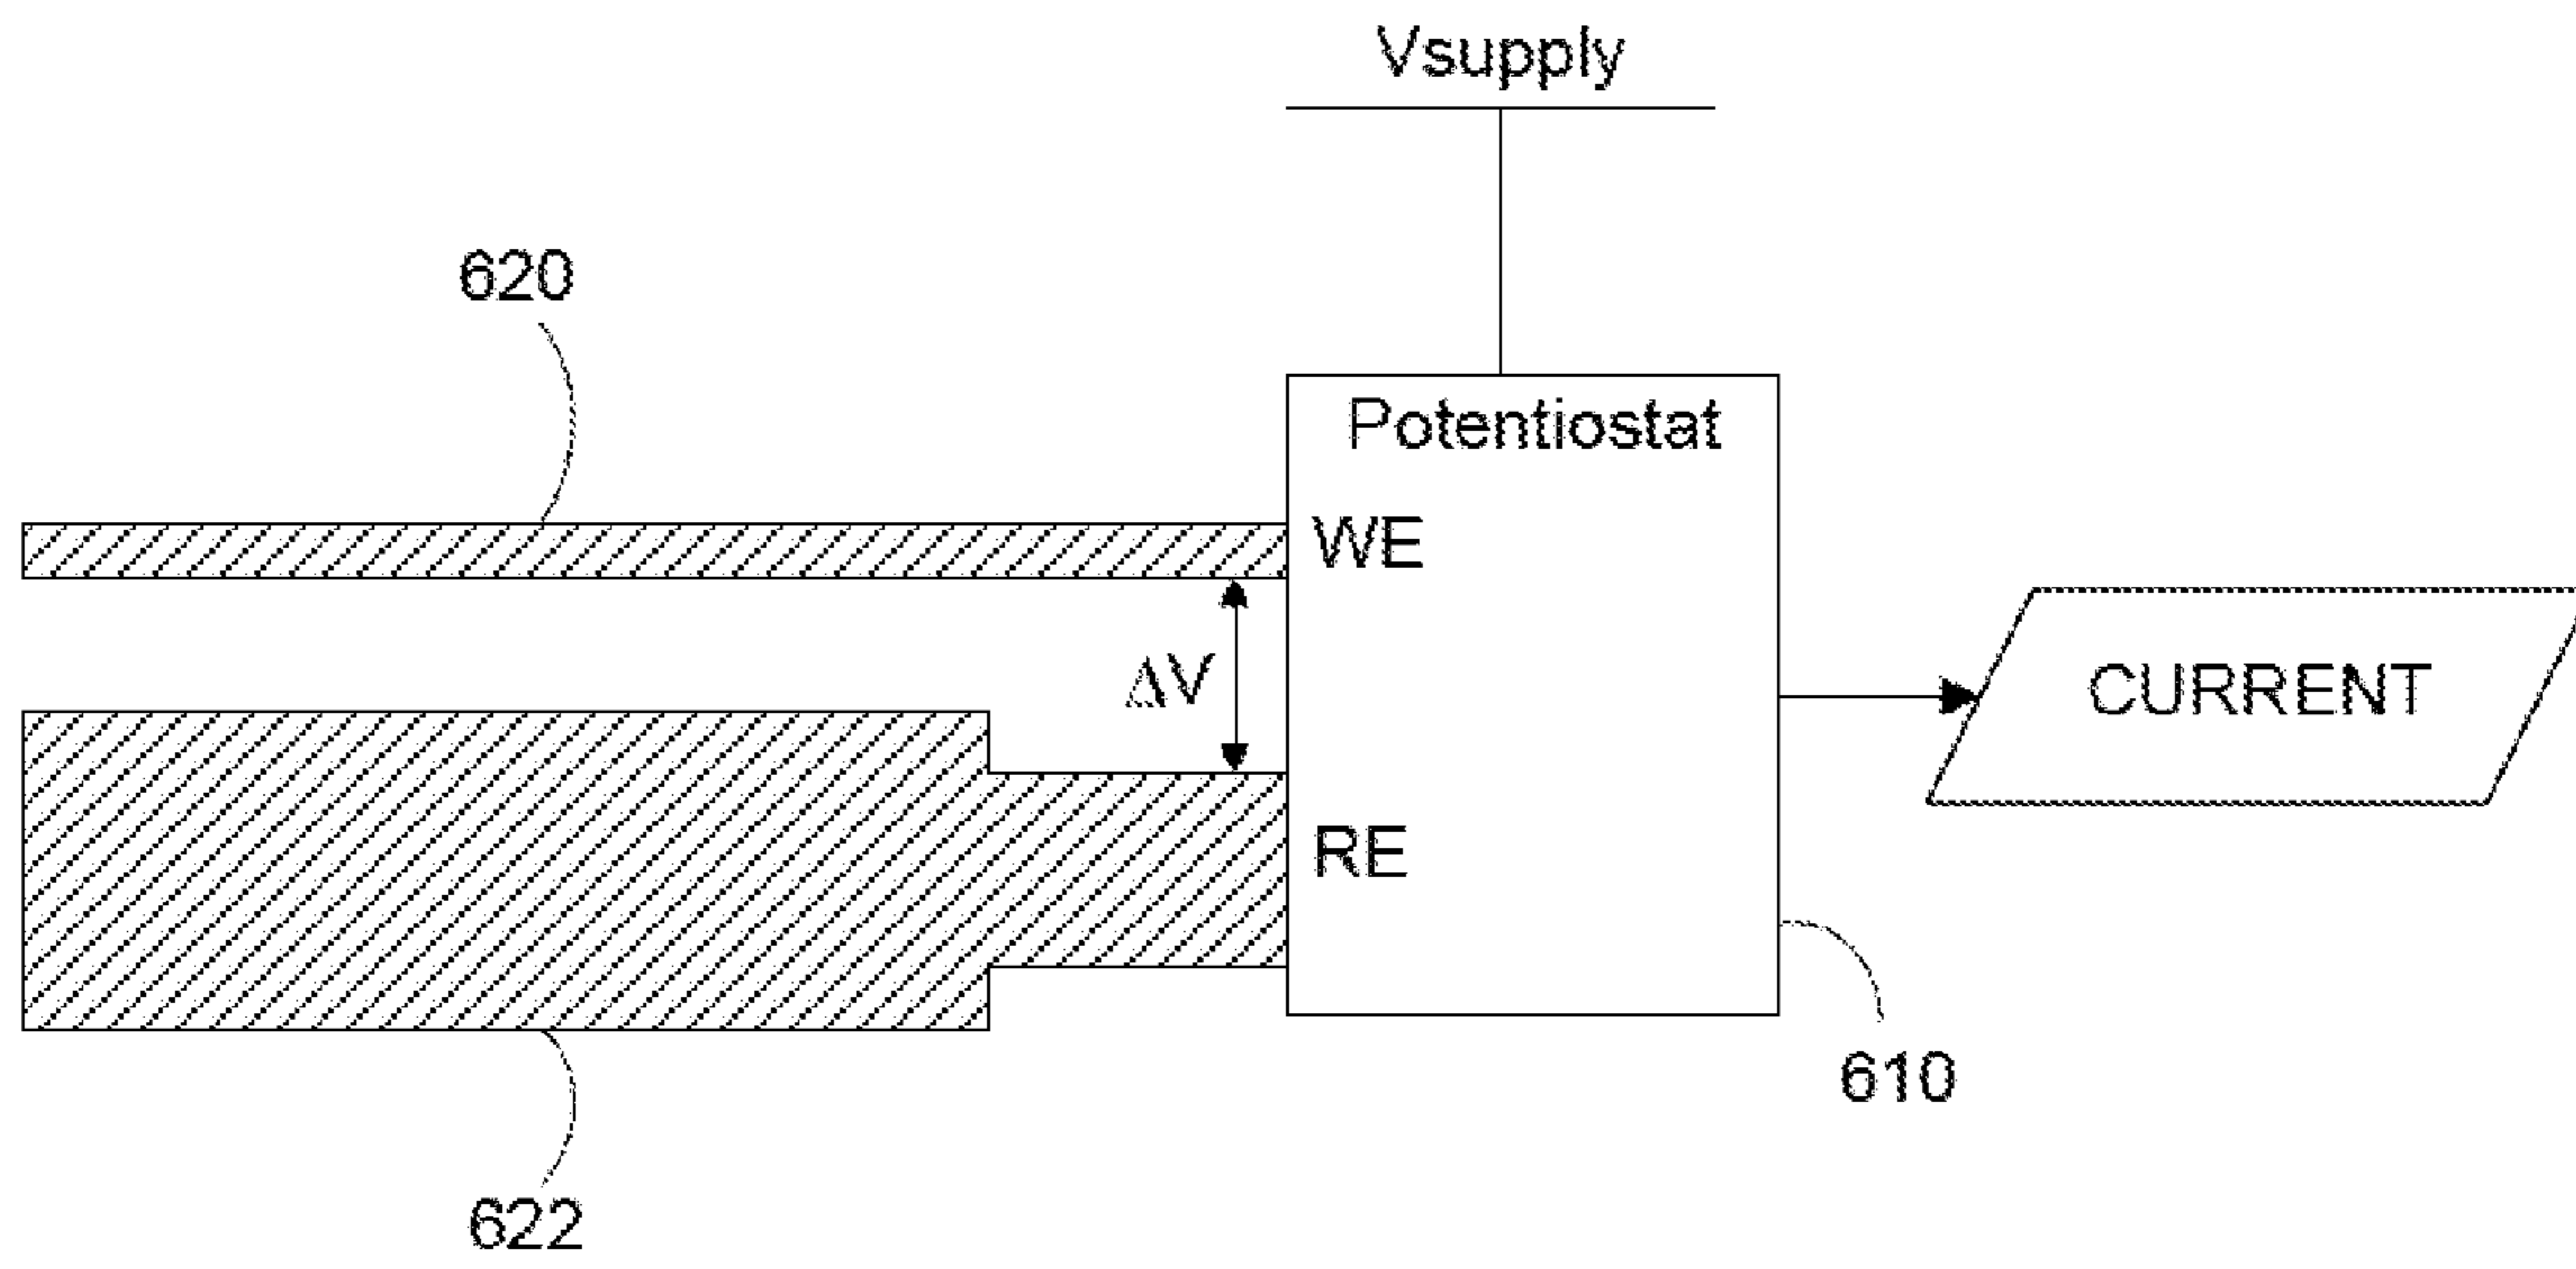 Vsupply
620
Potentiostat
WE
ΔV
CURRENT
RE
610
622